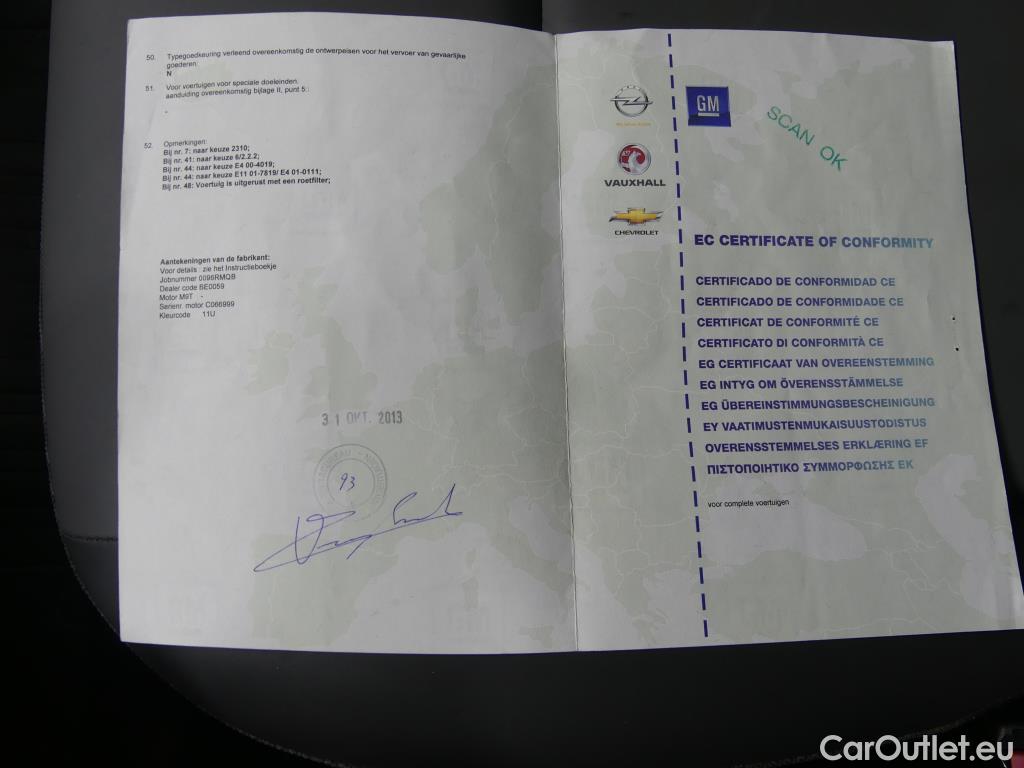 50. Typegoedkeuring verleend overeenkomstig de ontwerpeisen voor het vervoer van gevaarlijke
goederen:
N
51. Voor voertuigen voor speciale doeleinden:
aanduiding overeenkomstig bijlage II, punt 5.:
-
52. Opmerkingen:
Bij nr. 7: naar keuze 2310;
Bij nr. 41: naar keuze 6/2.2.2;
Bij nr. 44: naar keuze E4 00-4019;
Bij nr. 44: naar keuze E11 01-7819/ E4 01-0111;
Bij nr. 48: Voertuig is uitgerust met een roetfilter;
Aantekeningen van de fabrikant:
Voor details : zie het Instructieboekje
Jobnummer 0096RMQB
Dealer code BE0059
Motor M9T -
Serienr. motor C066999
Kleurcode 11U
31 OKT. 2013
93
GM
SCAN OK
VAUXHALL
CHEVROLET
EC CERTIFICATE OF CONFORMITY
CERTIFICADO DE CONFORMIDAD CE
CERTIFICADO DE CONFORMIDADE CE
CERTIFICAT DE CONFORMITÉ CE
CERTIFICATO DI CONFORMITÀ CE
EG CERTIFICAAT VAN OVEREENSTEMMING
EG INTYG OM ÖVERENSSTÄMMELSE
EG ÜBEREINSTIMMUNGSBESCHEINIGUNG
EY VAATIMUSTENMUKAISUUSTODISTUS
OVERENSSTEMMELSES ERKLÆRING EF
ΠΙΣΤΟΠΟΙΗΤΙΚΟ ΣΥΜΜΟΡΦΩΣΗΣ ΕΚ
voor complete voertuigen
CarOutlet.eu